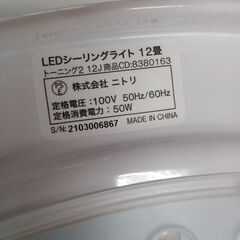 LEDシーリングライト 12畳
トーニング2 12J 商品CD:8380163
PSE 株式会社 ニトリ
定格電圧:100V 50Hz/60Hz
定格消費電力:50W
S/N:2103006867 MADE IN CHINA